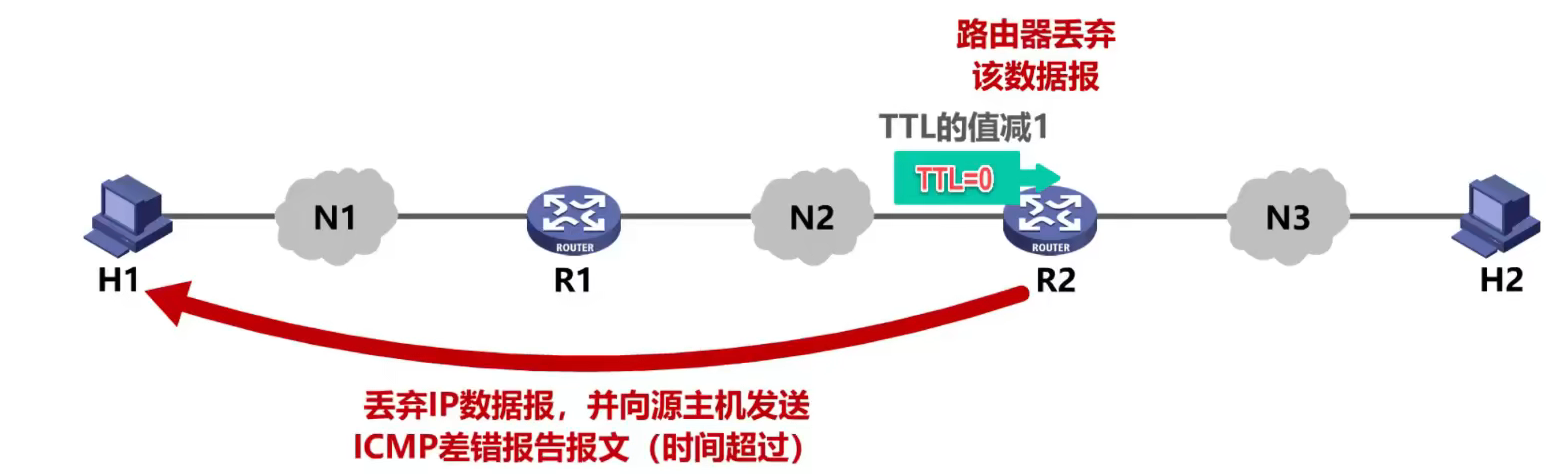 路由器丢弃
该数据报
TTL的值减1
TTL=0
N1
N2
N3
ROUTER
ROUTER
H1
R1
R2
H2
丢弃IP数据报，并向源主机发送
ICMP差错报告报文（时间超过）